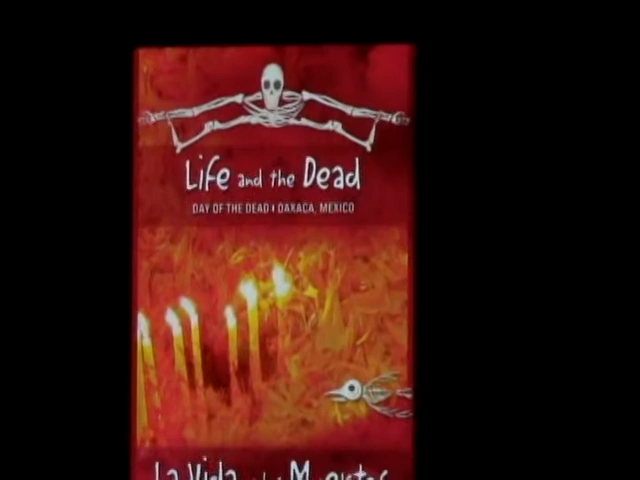 Life and the Dead
DAY OF THE DEAD • OAXACA, MEXICO
La Vida